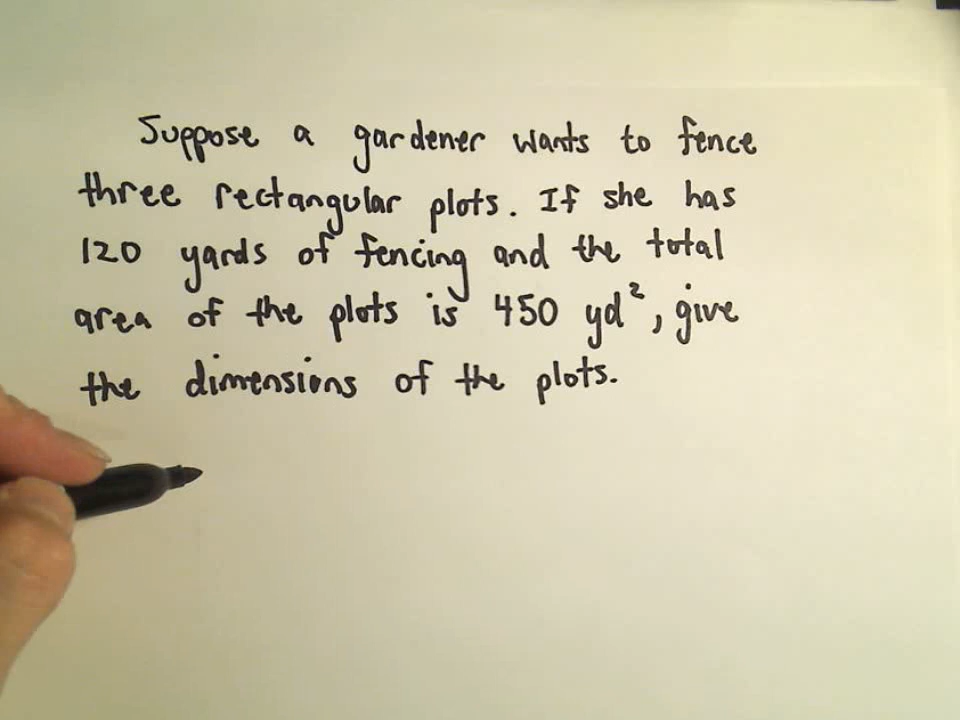 Suppose a gardener wants to fence
three rectangular plots. If she has
120 yards of fencing and the total
area of the plots is 450 yd², give
the dimensions of the plots.